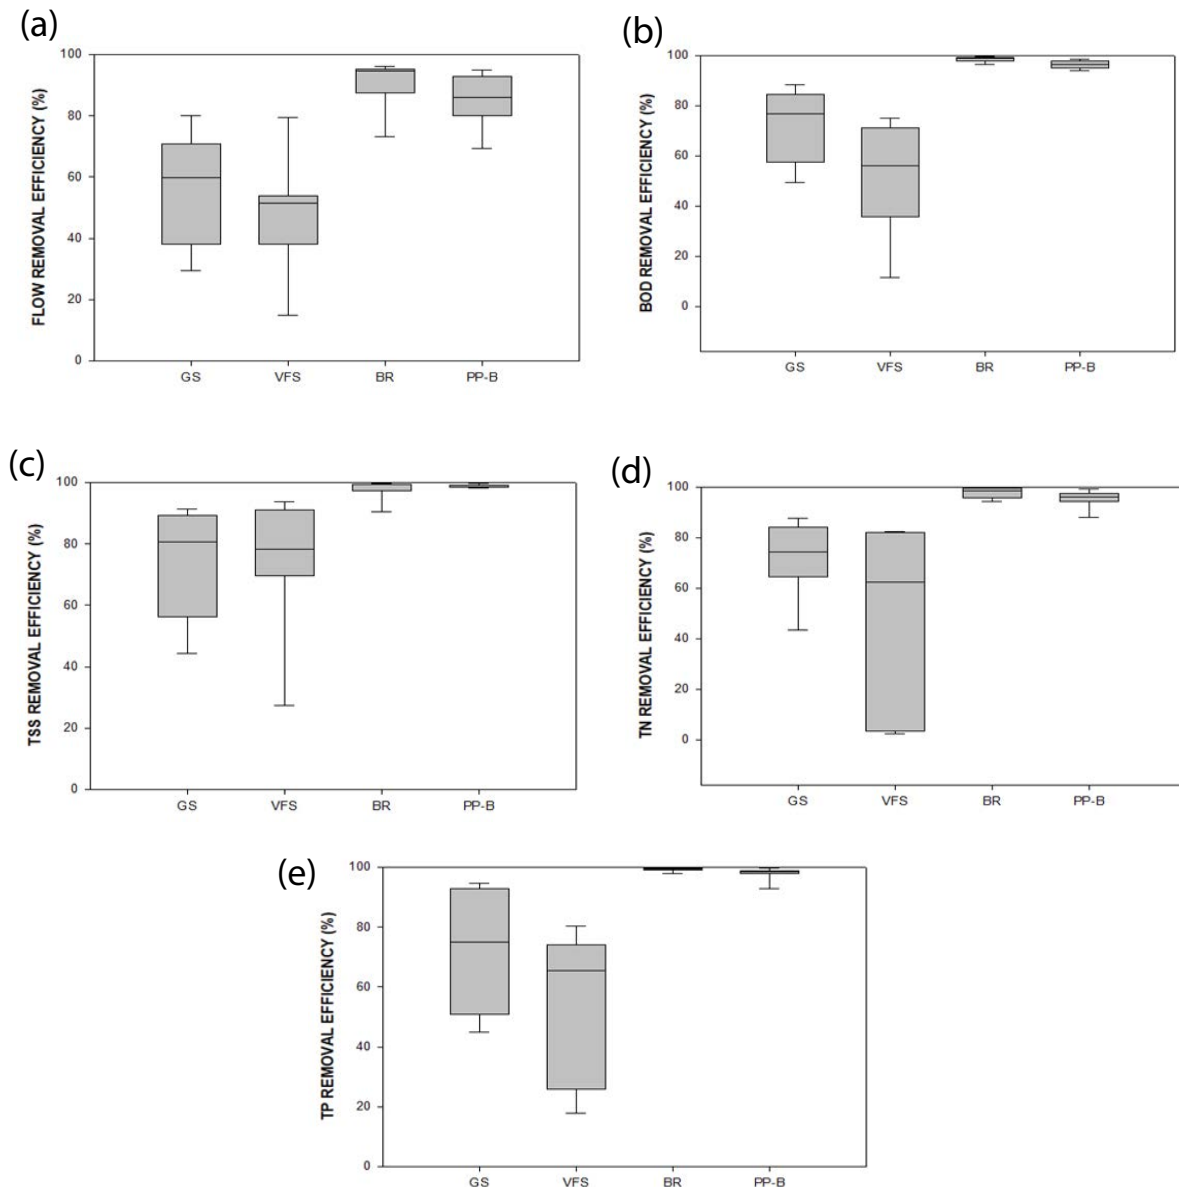 (a)
FLOW REMOVAL EFFICIENCY (%)
100
80
60
40
20
0
GS VFS BR PP-B
(b)
BOD REMOVAL EFFICIENCY (%)
100
80
60
40
20
0
GS VFS BR PP-B
(c)
TSS REMOVAL EFFICIENCY (%)
100
80
60
40
20
0
GS VFS BR PP-B
(d)
TN REMOVAL EFFICIENCY (%)
100
80
60
40
20
0
GS VFS BR PP-B
(e)
TP REMOVAL EFFICIENCY (%)
100
80
60
40
20
0
GS VFS BR PP-B